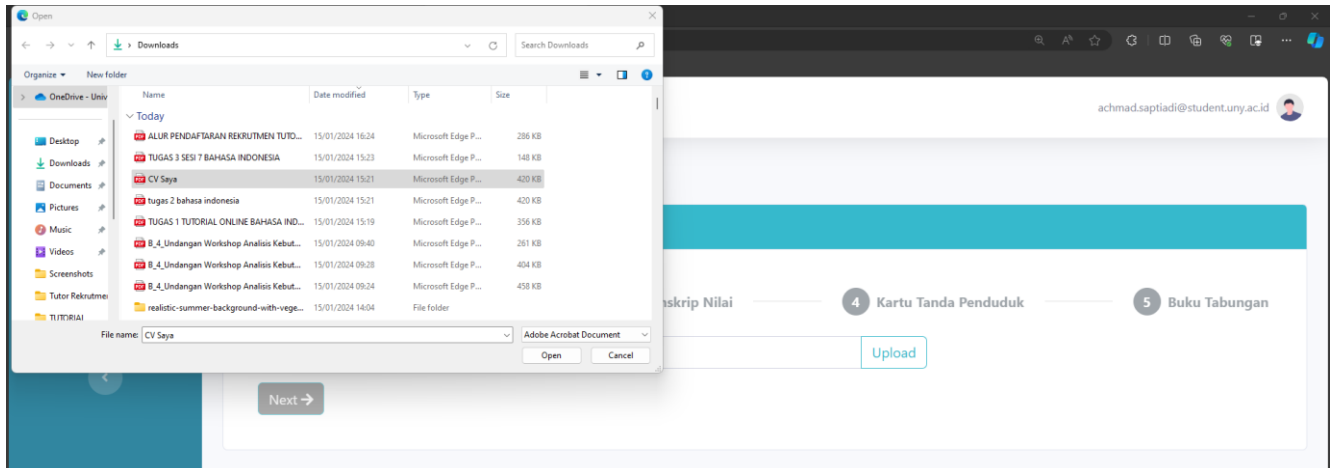 Open
Downloads
Search Downloads
Organize
New folder
OneDrive - Univ
Name Date modified Type Size
Today
Desktop
Downloads
Documents
Pictures
Music
Videos
Screenshots
Tutor Rekrutmer
TUTORIAL
ALUR PENDAFTARAN REKRUTMEN TUTO... 15/01/2024 16:24 Microsoft Edge P... 286 KB
TUGAS 3 SESI 7 BAHASA INDONESIA 15/01/2024 15:23 Microsoft Edge P... 148 KB
CV Saya 15/01/2024 15:21 Microsoft Edge P... 420 KB
tugas 2 bahasa indonesia 15/01/2024 15:21 Microsoft Edge P... 420 KB
TUGAS 1 TUTORIAL ONLINE BAHASA IND... 15/01/2024 15:19 Microsoft Edge P... 356 KB
B_4_Undangan Workshop Analisis Kebut... 15/01/2024 09:40 Microsoft Edge P... 261 KB
B_4_Undangan Workshop Analisis Kebut... 15/01/2024 09:28 Microsoft Edge P... 404 KB
B_4_Undangan Workshop Analisis Kebut... 15/01/2024 09:24 Microsoft Edge P... 458 KB
realistic-summer-background-with-vege... 15/01/2024 14:04 File folder
File name: CV Saya
Adobe Acrobat Document
Open Cancel
achmad.saptiadi@student.uny.ac.id
nskrip Nilai
4 Kartu Tanda Penduduk
5 Buku Tabungan
Upload
Next →